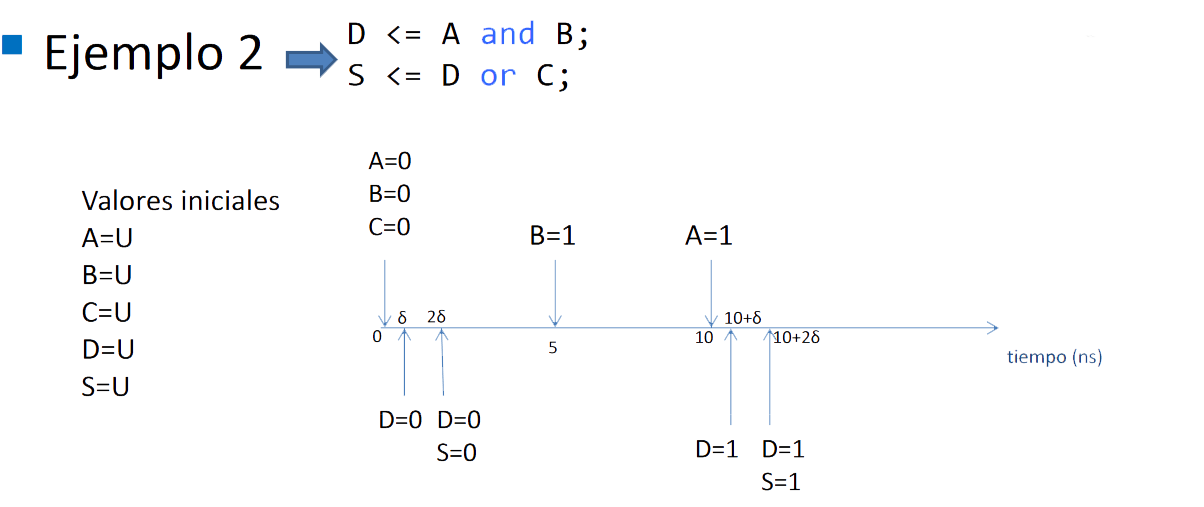 Ejemplo 2
D <= A and B;
S <= D or C;
Valores iniciales
A=U
B=U
C=U
D=U
S=U
A=0
B=0
C=0
B=1
A=1
δ 2δ 10+δ
0 5 10 10+2δ
tiempo (ns)
D=0 D=0
S=0
D=1 D=1
S=1